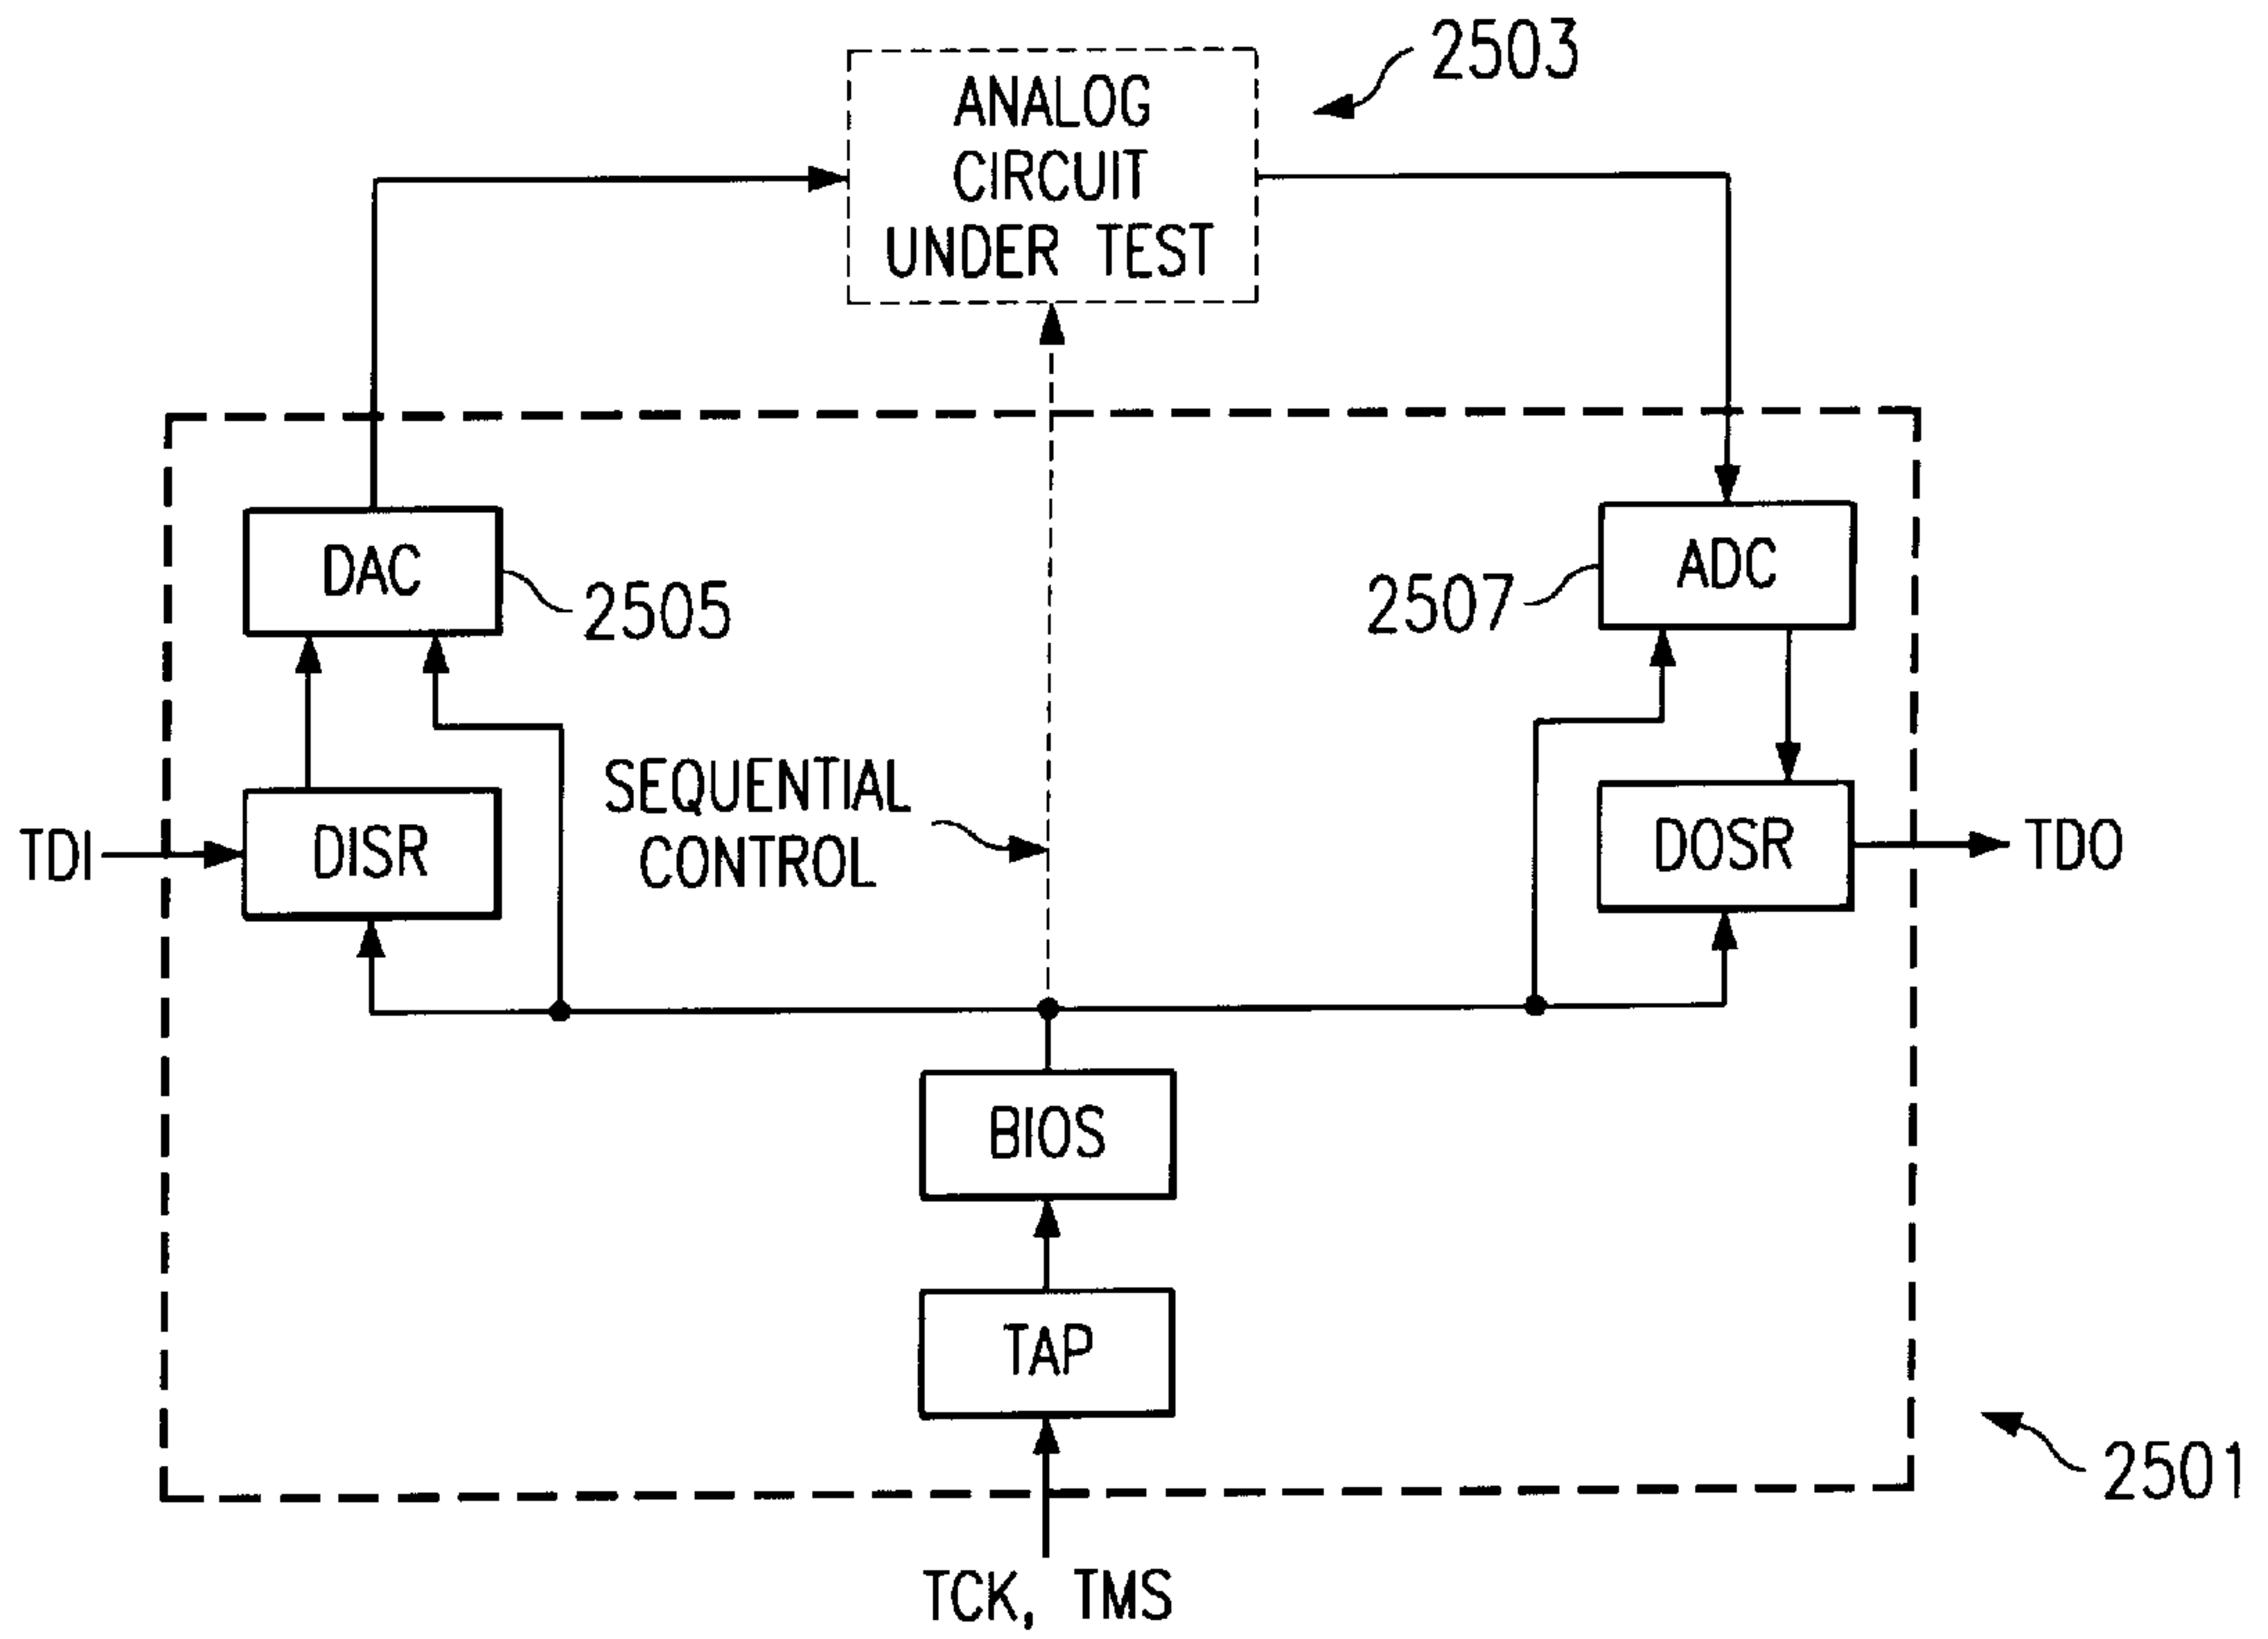 2503
ANALOG
CIRCUIT
UNDER TEST
DAC
2505
2507
ADC
SEQUENTIAL
CONTROL
TDI
DISR
DOSR
TDO
BIOS
TAP
2501
TCK, TMS